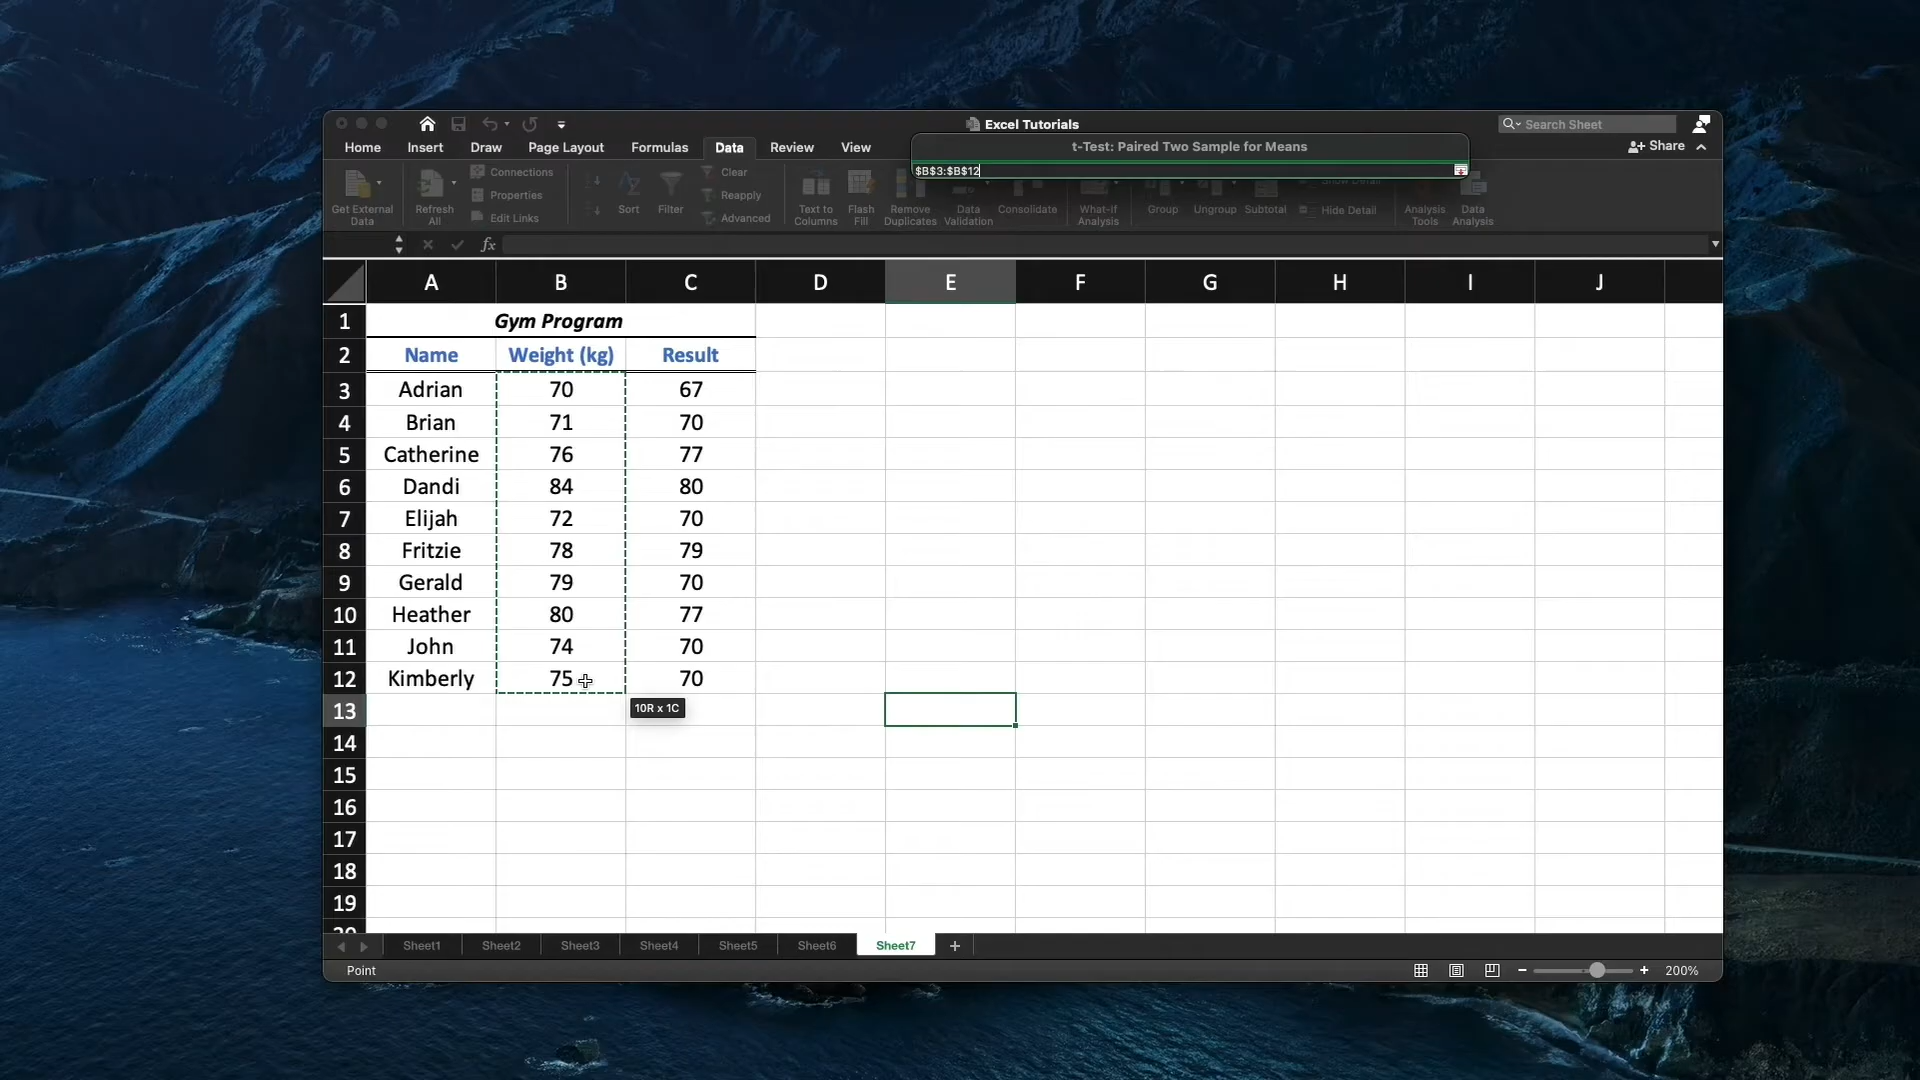 Excel Tutorials
Search Sheet
Home Insert Draw Page Layout Formulas Data Review View
Share
t-Test: Paired Two Sample for Means
$B$3:$B$12
Get External Data
Refresh All
Connections
Properties
Edit Links
Sort
Filter
Clear
Reapply
Advanced
Text to Columns
Flash Fill
Remove Duplicates
Data Validation
Consolidate
What-If Analysis
Group
Ungroup
Subtotal
Show Detail
Hide Detail
Analysis Tools
Data Analysis
fx
A B C D E F G H I J
1 Gym Program
2 Name Weight (kg) Result
3 Adrian 70 67
4 Brian 71 70
5 Catherine 76 77
6 Dandi 84 80
7 Elijah 72 70
8 Fritzie 78 79
9 Gerald 79 70
10 Heather 80 77
11 John 74 70
12 Kimberly 75 70
10R x 1C
13
14
15
16
17
18
19
20
Sheet1 Sheet2 Sheet3 Sheet4 Sheet5 Sheet6 Sheet7 +
Point
200%